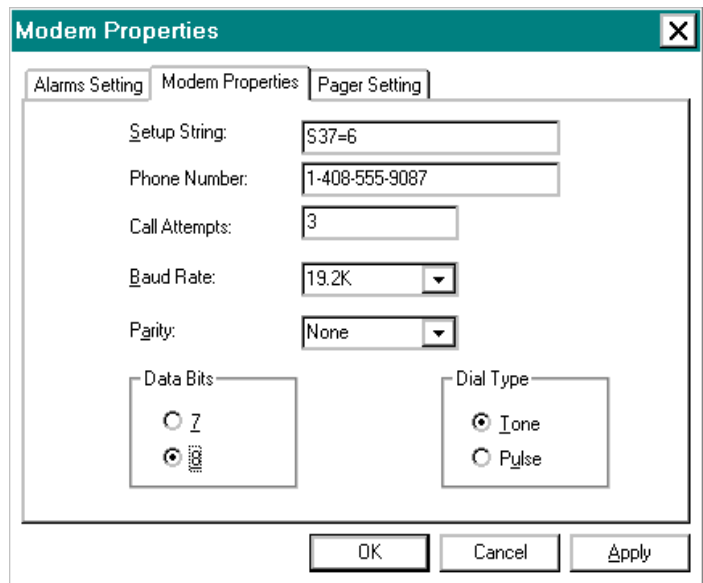 Modem Properties
Alarms Setting Modem Properties Pager Setting
Setup String: S37=6
Phone Number: 1-408-555-9087
Call Attempts: 3
Baud Rate: 19.2K
Parity: None
Data Bits Dial Type
7 Tone
8 Pulse
OK Cancel Apply